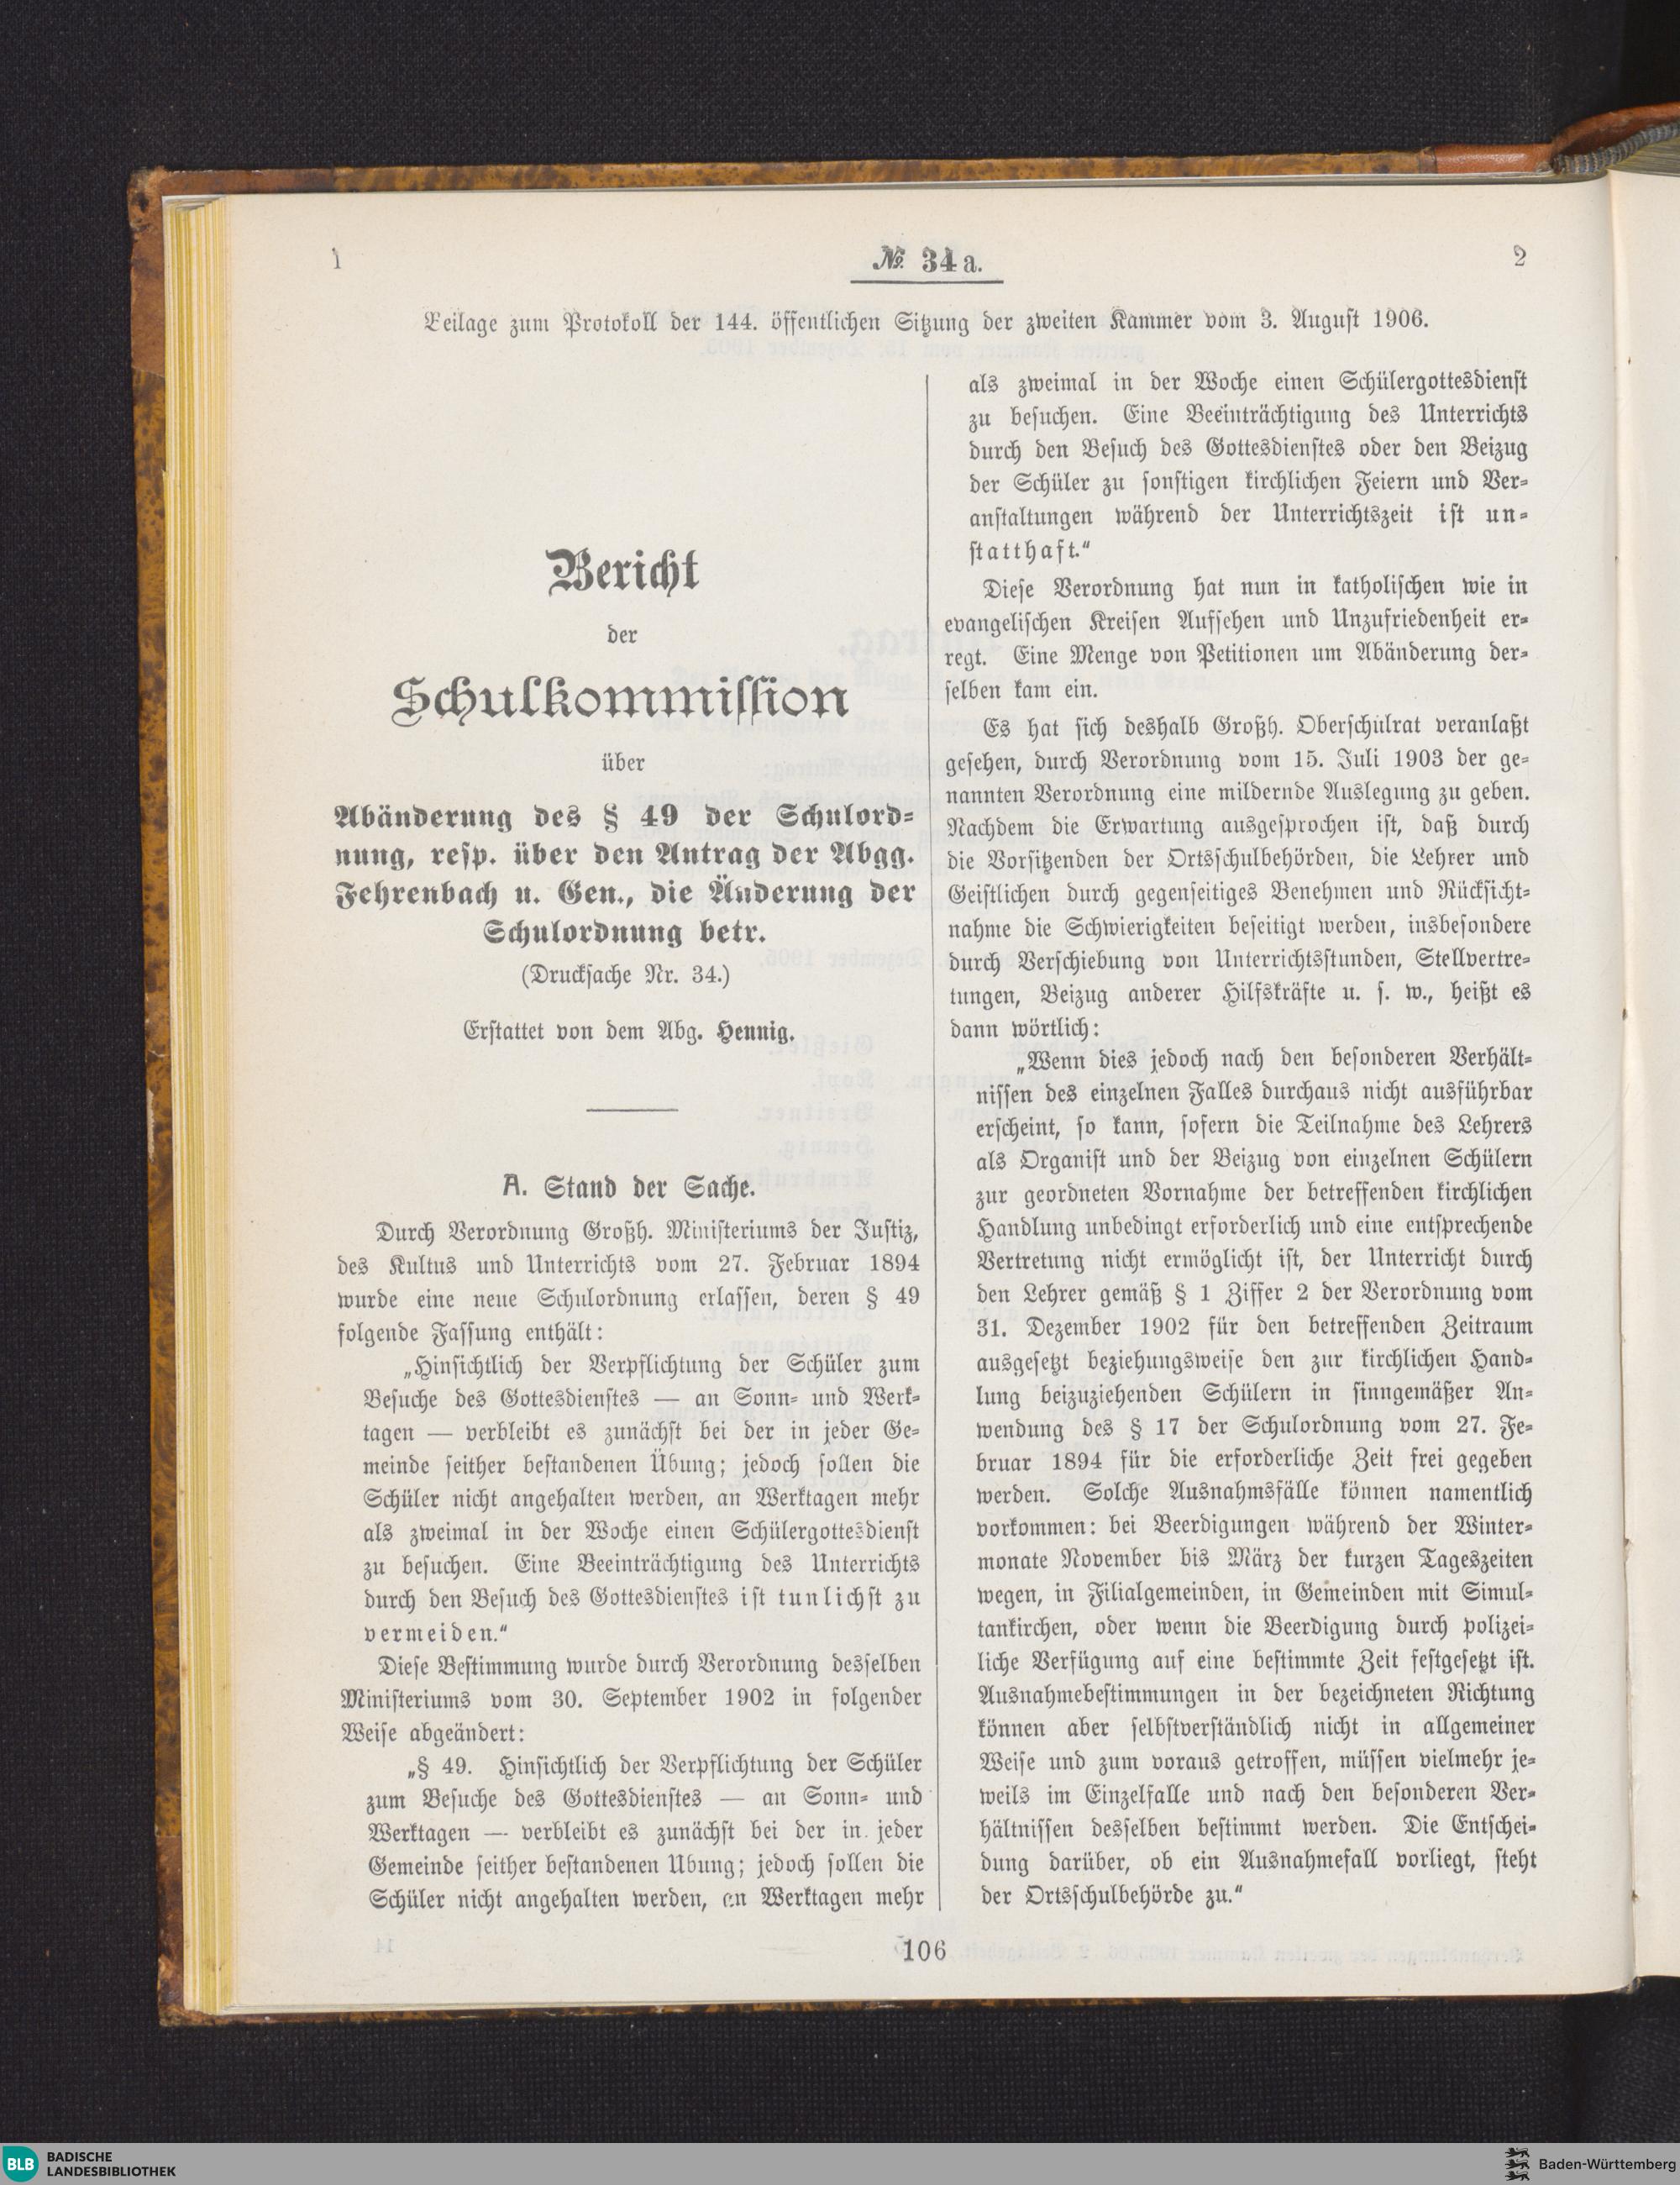 1
№ 34 a.
2
Beilage zum Protokoll der 144. öffentlichen Sitzung der zweiten Kammer vom 3. August 1906.
Bericht
der
Schulkommission
über
Abänderung des § 49 der Schulord-
nung, resp. über den Antrag der Abgg.
Fehrenbach u. Gen., die Änderung der
Schulordnung betr.
(Drucksache Nr. 34.)
Erstattet von dem Abg. Hennig.
A. Stand der Sache.
Durch Verordnung Großh. Ministeriums der Justiz,
des Kultus und Unterrichts vom 27. Februar 1894
wurde eine neue Schulordnung erlassen, deren § 49
folgende Fassung enthält:
„Hinsichtlich der Verpflichtung der Schüler zum
Besuche des Gottesdienstes — an Sonn- und Werk-
tagen — verbleibt es zunächst bei der in jeder Ge-
meinde seither bestandenen Übung; jedoch sollen die
Schüler nicht angehalten werden, an Werktagen mehr
als zweimal in der Woche einen Schülergottesdienst
zu besuchen. Eine Beeinträchtigung des Unterrichts
durch den Besuch des Gottesdienstes ist tunlichst zu
vermeiden.“
Diese Bestimmung wurde durch Verordnung desselben
Ministeriums vom 30. September 1902 in folgender
Weise abgeändert:
„§ 49. Hinsichtlich der Verpflichtung der Schüler
zum Besuche des Gottesdienstes — an Sonn- und
Werktagen — verbleibt es zunächst bei der in jeder
Gemeinde seither bestandenen Übung; jedoch sollen die
Schüler nicht angehalten werden, an Werktagen mehr
als zweimal in der Woche einen Schülergottesdienst
zu besuchen. Eine Beeinträchtigung des Unterrichts
durch den Besuch des Gottesdienstes oder den Beizug
der Schüler zu sonstigen kirchlichen Feiern und Ver-
anstaltungen während der Unterrichtszeit ist un-
statthaft.“
Diese Verordnung hat nun in katholischen wie in
evangelischen Kreisen Aufsehen und Unzufriedenheit er-
regt. Eine Menge von Petitionen um Abänderung der-
selben kam ein.
Es hat sich deshalb Großh. Oberschulrat veranlaßt
gesehen, durch Verordnung vom 15. Juli 1903 der ge-
nannten Verordnung eine mildernde Auslegung zu geben.
Nachdem die Erwartung ausgesprochen ist, daß durch
die Vorsitzenden der Ortsschulbehörden, die Lehrer und
Geistlichen durch gegenseitiges Benehmen und Rücksicht-
nahme die Schwierigkeiten beseitigt werden, insbesondere
durch Verschiebung von Unterrichtsstunden, Stellvertre-
tungen, Beizug anderer Hilfskräfte u. s. w., heißt es
dann wörtlich:
„Wenn dies jedoch nach den besonderen Verhält-
nissen des einzelnen Falles durchaus nicht ausführbar
erscheint, so kann, sofern die Teilnahme des Lehrers
als Organist und der Beizug von einzelnen Schülern
zur geordneten Vornahme der betreffenden kirchlichen
Handlung unbedingt erforderlich und eine entsprechende
Vertretung nicht ermöglicht ist, der Unterricht durch
den Lehrer gemäß § 1 Ziffer 2 der Verordnung vom
31. Dezember 1902 für den betreffenden Zeitraum
ausgesetzt beziehungsweise den zur kirchlichen Hand-
lung beizuziehenden Schülern in sinngemäßer An-
wendung des § 17 der Schulordnung vom 27. Fe-
bruar 1894 für die erforderliche Zeit frei gegeben
werden. Solche Ausnahmsfälle können namentlich
vorkommen: bei Beerdigungen während der Winter-
monate November bis März der kurzen Tageszeiten
wegen, in Filialgemeinden, in Gemeinden mit Simul-
tankirchen, oder wenn die Beerdigung durch polizei-
liche Verfügung auf eine bestimmte Zeit festgesetzt ist.
Ausnahmebestimmungen in der bezeichneten Richtung
können aber selbstverständlich nicht in allgemeiner
Weise und zum voraus getroffen, müssen vielmehr je-
weils im Einzelfalle und nach den besonderen Ver-
hältnissen desselben bestimmt werden. Die Entschei-
dung darüber, ob ein Ausnahmefall vorliegt, steht
der Ortsschulbehörde zu.“
106
BLB BADISCHE
LANDESBIBLIOTHEK
Baden-Württemberg